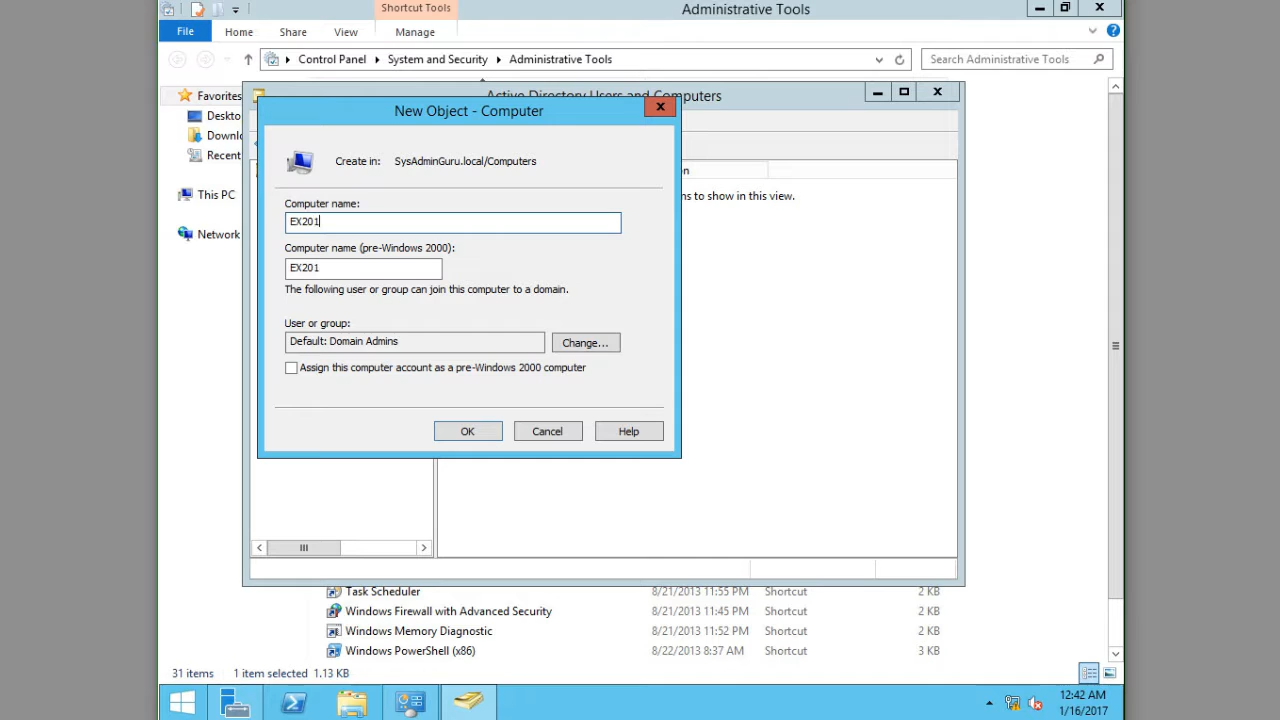 Shortcut Tools
Administrative Tools
File
Home
Share
View
Manage
Control Panel
System and Security
Administrative Tools
Search Administrative Tools
Favorites
Active Directory Users and Computers
Deskto
Downl
Recent
This PC
Network
New Object - Computer
Create in: SysAdminGuru.local/Computers
Computer name:
EX201
Computer name (pre-Windows 2000):
EX201
The following user or group can join this computer to a domain.
User or group:
Default: Domain Admins
Change...
Assign this computer account as a pre-Windows 2000 computer
OK
Cancel
Help
on
ns to show in this view.
Task Scheduler 8/21/2013 11:55 PM Shortcut 2 KB
Windows Firewall with Advanced Security 8/21/2013 11:45 PM Shortcut 2 KB
Windows Memory Diagnostic 8/21/2013 11:52 PM Shortcut 2 KB
Windows PowerShell (x86) 8/22/2013 8:37 AM Shortcut 3 KB
31 items 1 item selected 1.13 KB
12:42 AM
1/16/2017